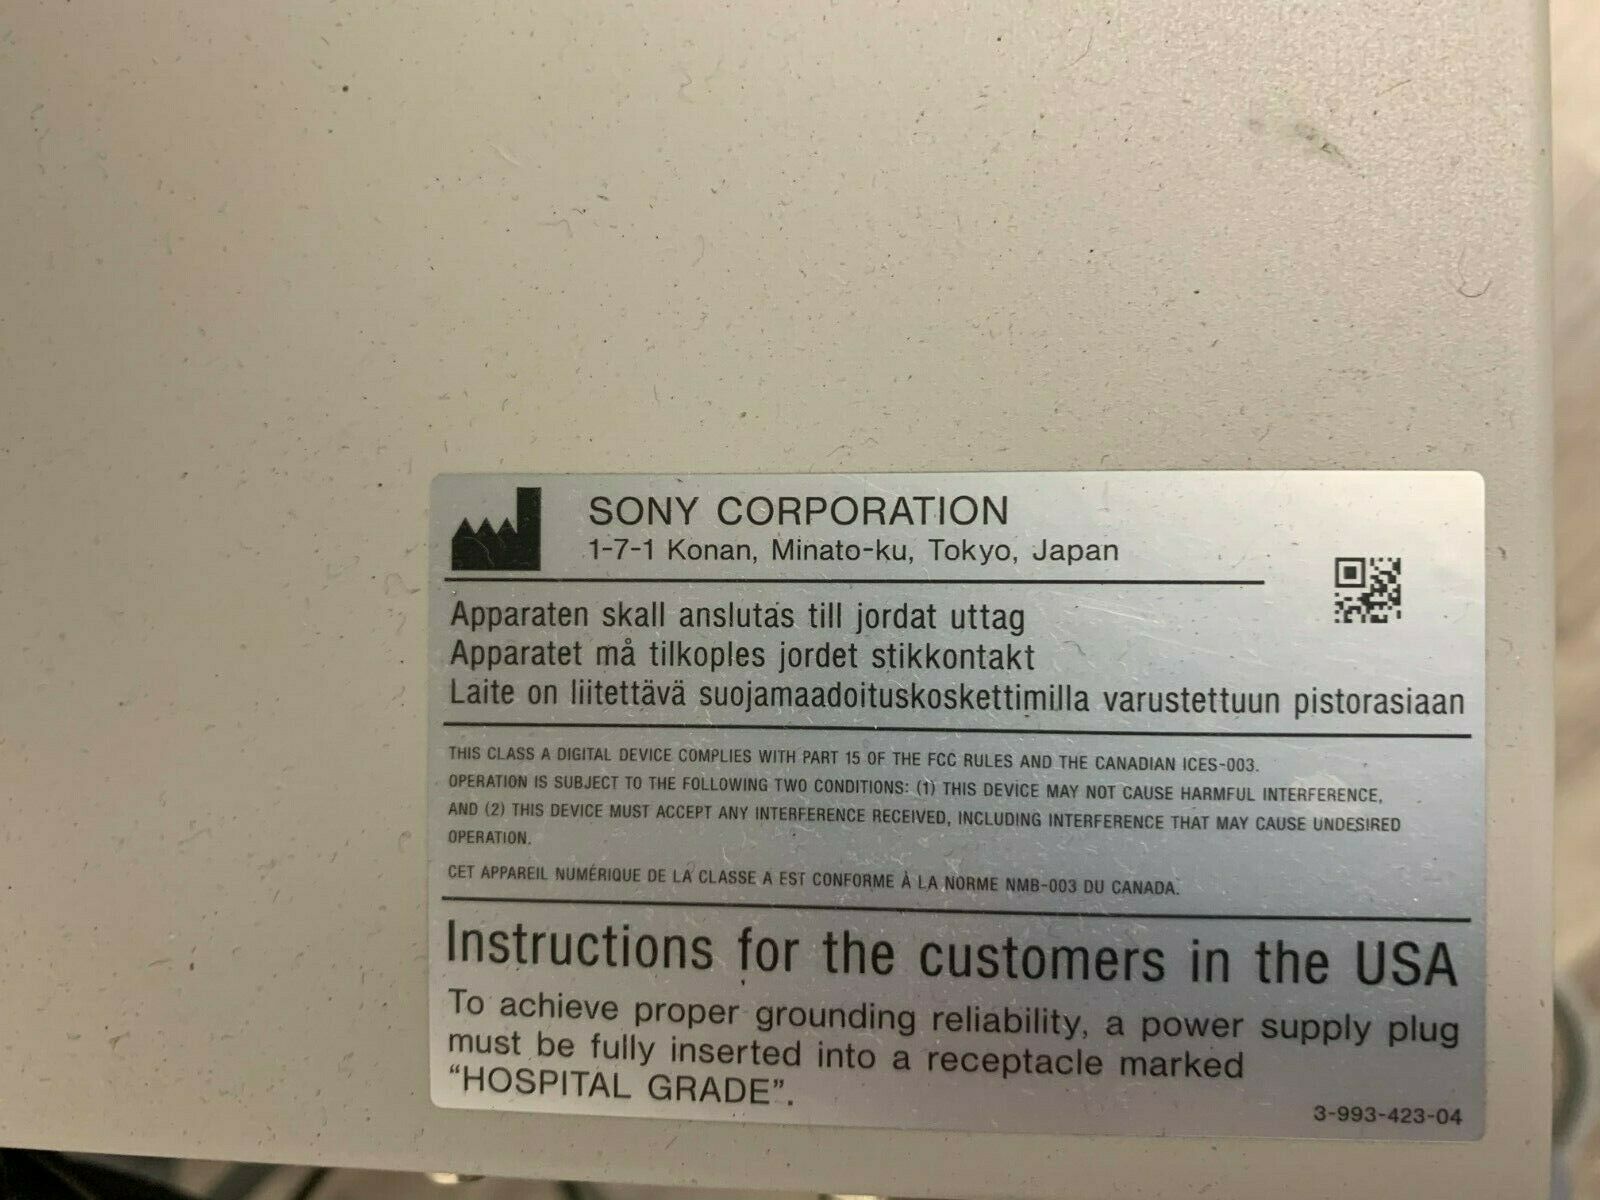 SONY CORPORATION
1-7-1 Konan, Minato-ku, Tokyo, Japan
Apparaten skall anslutas till jordat uttag
Apparatet må tilkoples jordet stikkontakt
Laite on liitettävä suojamaadoituskoskettimilla varustettuun pistorasiaan
THIS CLASS A DIGITAL DEVICE COMPLIES WITH PART 15 OF THE FCC RULES AND THE CANADIAN ICES-003.
OPERATION IS SUBJECT TO THE FOLLOWING TWO CONDITIONS: (1) THIS DEVICE MAY NOT CAUSE HARMFUL INTERFERENCE,
AND (2) THIS DEVICE MUST ACCEPT ANY INTERFERENCE RECEIVED, INCLUDING INTERFERENCE THAT MAY CAUSE UNDESIRED
OPERATION.
CET APPAREIL NUMÉRIQUE DE LA CLASSE A EST CONFORME À LA NORME NMB-003 DU CANADA.
Instructions for the customers in the USA
To achieve proper grounding reliability, a power supply plug
must be fully inserted into a receptacle marked
“HOSPITAL GRADE”.
3-993-423-04